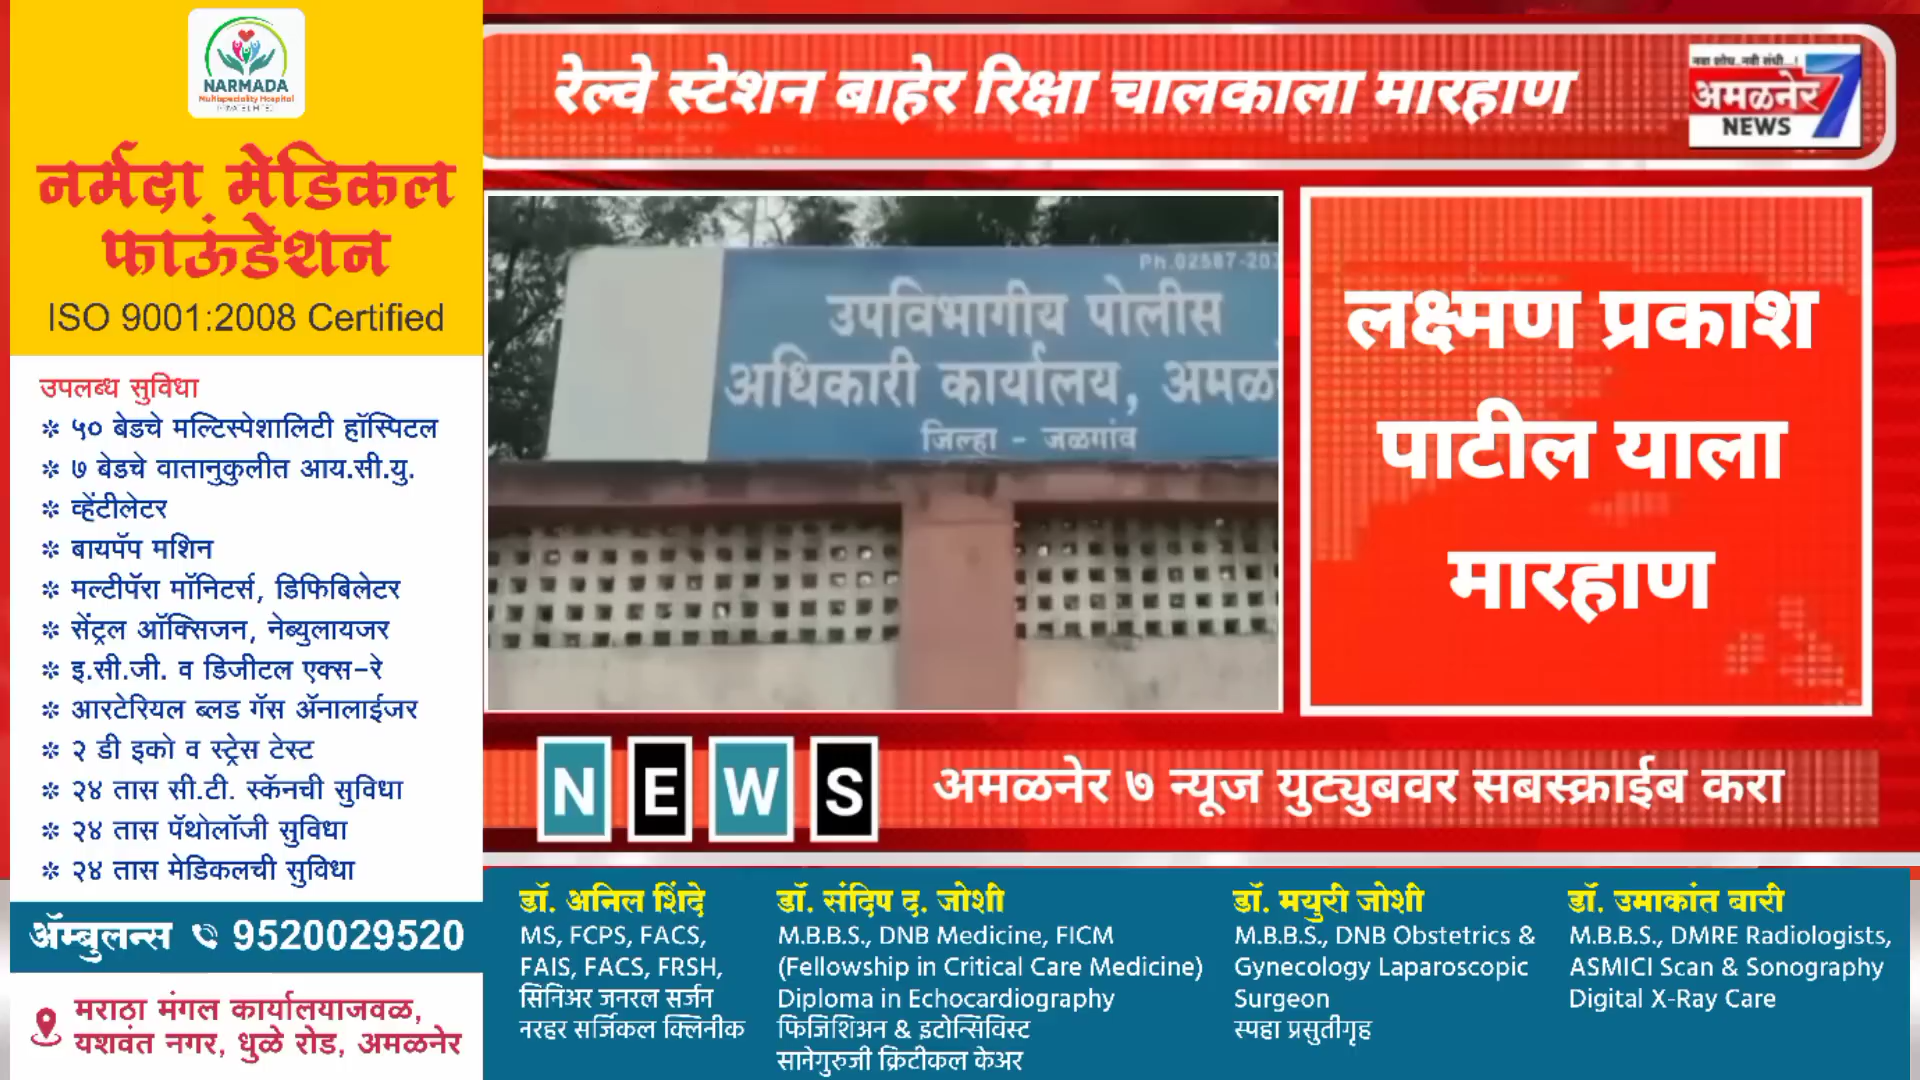 NARMADA
Multispeciality Hospital
नर्मदा मेडिकल
फाऊंडेशन
ISO 9001:2008 Certified
उपलब्ध सुविधा
* ५० बेडचे मल्टिस्पेशालिटी हॉस्पिटल
* ७ बेडचे वातानुकुलीत आय.सी.यु.
* व्हेंटीलेटर
* बायपॅप मशिन
* मल्टीपॅरा मॉनिटर्स, डिफिबिलेटर
* सेंट्रल ऑक्सिजन, नेब्युलायजर
* इ.सी.जी. व डिजीटल एक्स-रे
* आरटेरियल ब्लड गॅस ॲनालाईजर
* २ डी इको व स्ट्रेस टेस्ट
* २४ तास सी.टी. स्कॅनची सुविधा
* २४ तास पॅथोलॉजी सुविधा
* २४ तास मेडिकलची सुविधा
ॲम्बुलन्स 9520029520
मराठा मंगल कार्यालयाजवळ,
यशवंत नगर, धुळे रोड, अमळनेर
रेल्वे स्टेशन बाहेर रिक्षा चालकाला मारहाण
नवा शोध..नवी संधी...!
अमळनेर 7
NEWS
Ph.02587-20
उपविभागीय पोलीस
अधिकारी कार्यालय, अमळ
जिल्हा - जळगांव
लक्ष्मण प्रकाश
पाटील याला
मारहाण
NEWS
अमळनेर ७ न्यूज युट्युबवर सबस्क्राईब करा
डॉ. अनिल शिंदे
MS, FCPS, FACS,
FAIS, FACS, FRSH,
सिनिअर जनरल सर्जन
नरहर सर्जिकल क्लिनीक
डॉ. संदिप द. जोशी
M.B.B.S., DNB Medicine, FICM
(Fellowship in Critical Care Medicine)
Diploma in Echocardiography
फिजिशिअन & इंटेन्सिविस्ट
सानेगुरुजी क्रिटीकल केअर
डॉ. मयुरी जोशी
M.B.B.S., DNB Obstetrics &
Gynecology Laparoscopic
Surgeon
स्पहा प्रसुतीगृह
डॉ. उमाकांत बारी
M.B.B.S., DMRE Radiologists,
ASMICI Scan & Sonography
Digital X-Ray Care